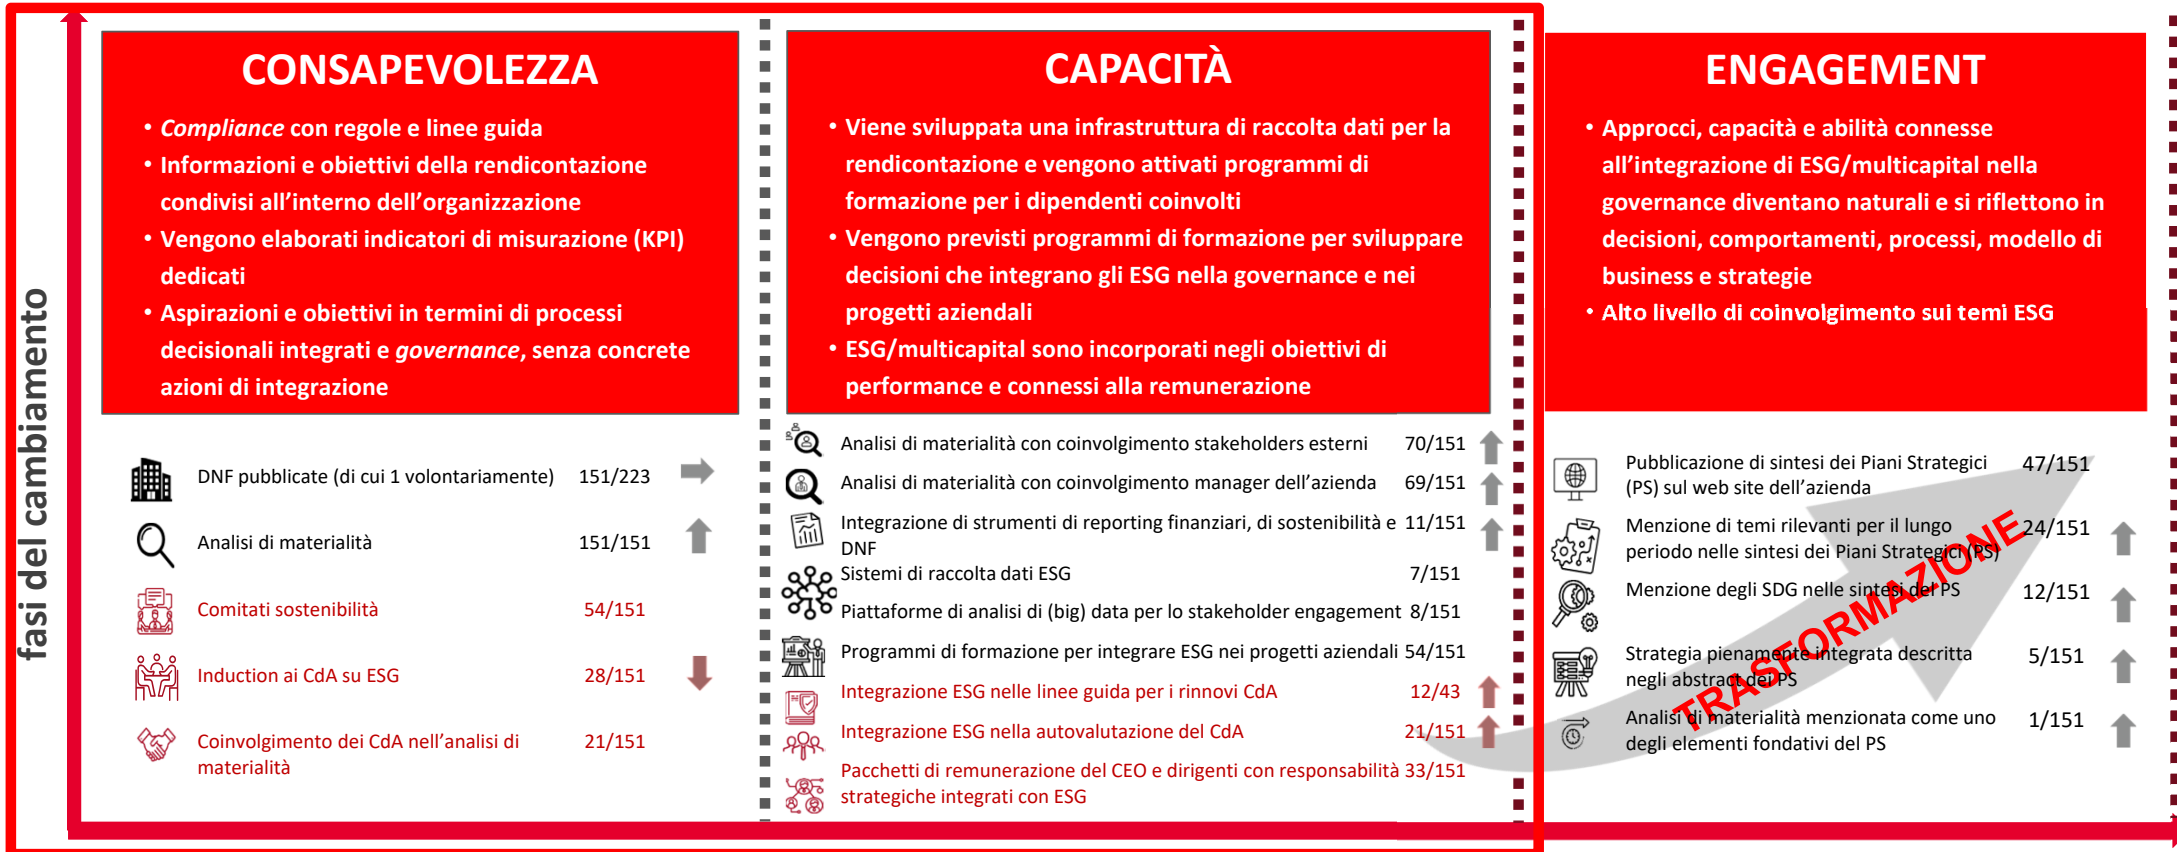 fasi del cambiamento
CONSAPEVOLEZZA
• Compliance con regole e linee guida
• Informazioni e obiettivi della rendicontazione
condivisi all'interno dell'organizzazione
• Vengono elaborati indicatori di misurazione (KPI)
dedicati
• Aspirazioni e obiettivi in termini di processi
decisionali integrati e governance, senza concrete
azioni di integrazione
DNF pubblicate (di cui 1 volontariamente) 151/223
Analisi di materialità 151/151
Comitati sostenibilità 54/151
Induction ai CdA su ESG 28/151
Coinvolgimento dei CdA nell'analisi di 21/151
materialità
CAPACITÀ
• Viene sviluppata una infrastruttura di raccolta dati per la
rendicontazione e vengono attivati programmi di
formazione per i dipendenti coinvolti
• Vengono previsti programmi di formazione per sviluppare
decisioni che integrano gli ESG nella governance e nei
progetti aziendali
• ESG/multicapital sono incorporati negli obiettivi di
performance e connessi alla remunerazione
Analisi di materialità con coinvolgimento stakeholders esterni 70/151
Analisi di materialità con coinvolgimento manager dell'azienda 69/151
Integrazione di strumenti di reporting finanziari, di sostenibilità e 11/151
DNF
Sistemi di raccolta dati ESG 7/151
Piattaforme di analisi di (big) data per lo stakeholder engagement 8/151
Programmi di formazione per integrare ESG nei progetti aziendali 54/151
Integrazione ESG nelle linee guida per i rinnovi CdA 12/43
Integrazione ESG nella autovalutazione del CdA 21/151
Pacchetti di remunerazione del CEO e dirigenti con responsabilità 33/151
strategiche integrati con ESG
ENGAGEMENT
• Approcci, capacità e abilità connesse
all'integrazione di ESG/multicapital nella
governance diventano naturali e si riflettono in
decisioni, comportamenti, processi, modello di
business e strategie
• Alto livello di coinvolgimento sui temi ESG
Pubblicazione di sintesi dei Piani Strategici 47/151
(PS) sul web site dell'azienda
Menzione di temi rilevanti per il lungo 24/151
periodo nelle sintesi dei Piani Strategici (PS)
Menzione degli SDG nelle sintesi del PS 12/151
Strategia pienamente integrata descritta 5/151
negli abstract dei PS
Analisi di materialità menzionata come uno 1/151
degli elementi fondativi del PS
TRASFORMAZIONE